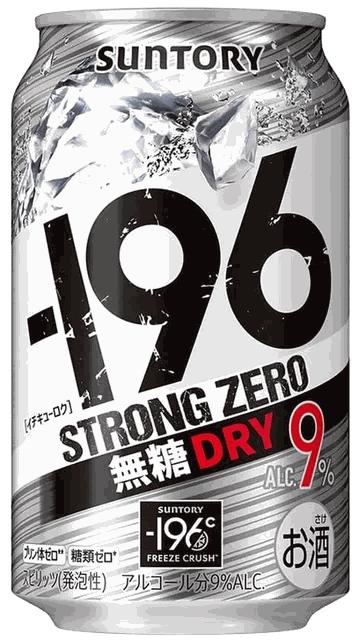 SUNTORY
-196
[イチキューロク]
STRONG ZERO
無糖 DRY
ALC.9%
SUNTORY
-196℃
FREEZE CRUSH™
プリン体ゼロ** 糖類ゼロ*
スピリッツ(発泡性) アルコール分9%ALC.
さけ
お酒